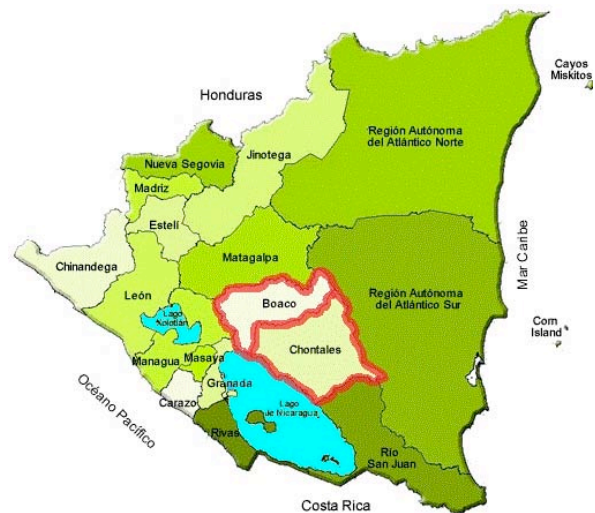 Cayos
Miskitos
Honduras
Región Autónoma
del Atlántico Norte
Nueva Segovia
Jinotega
Madriz
Estelí
Chinandega
Matagalpa
Mar Caribe
León
Boaco
Región Autónoma
del Atlántico Sur
Lago
Xolotlán
Corn
Island
Chontales
Managua
Masaya
Granada
Carazo
Océano Pacífico
Lago
de Nicaragua
Rivas
Río
San Juan
Costa Rica